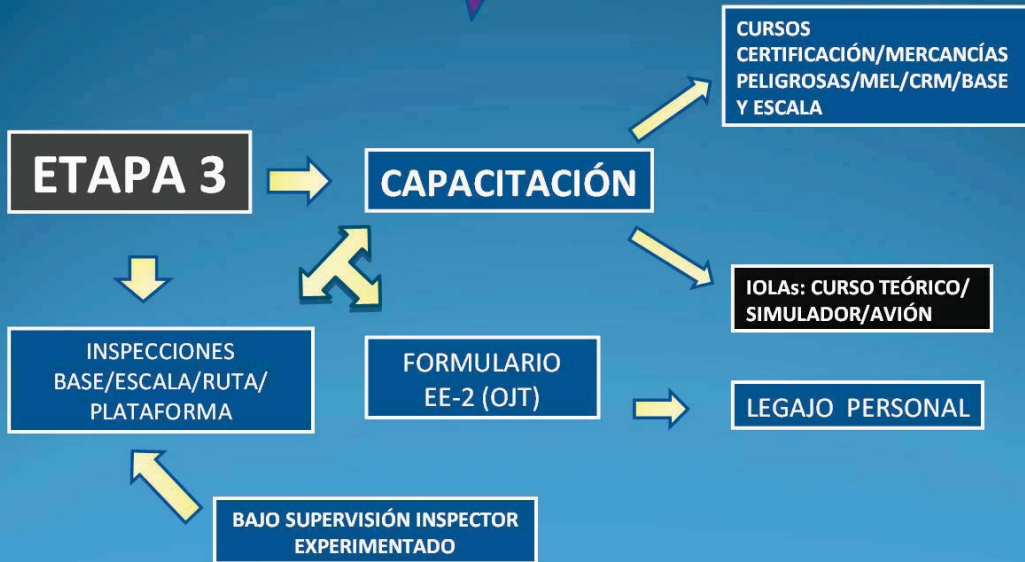 CURSOS
CERTIFICACIÓN/MERCANCÍAS
PELIGROSAS/MEL/CRM/BASE
Y ESCALA
ETAPA 3
CAPACITACIÓN
IOLAs: CURSO TEÓRICO/
SIMULADOR/AVIÓN
INSPECCIONES
BASE/ESCALA/RUTA/
PLATAFORMA
FORMULARIO
EE-2 (OJT)
LEGAJO PERSONAL
BAJO SUPERVISIÓN INSPECTOR
EXPERIMENTADO